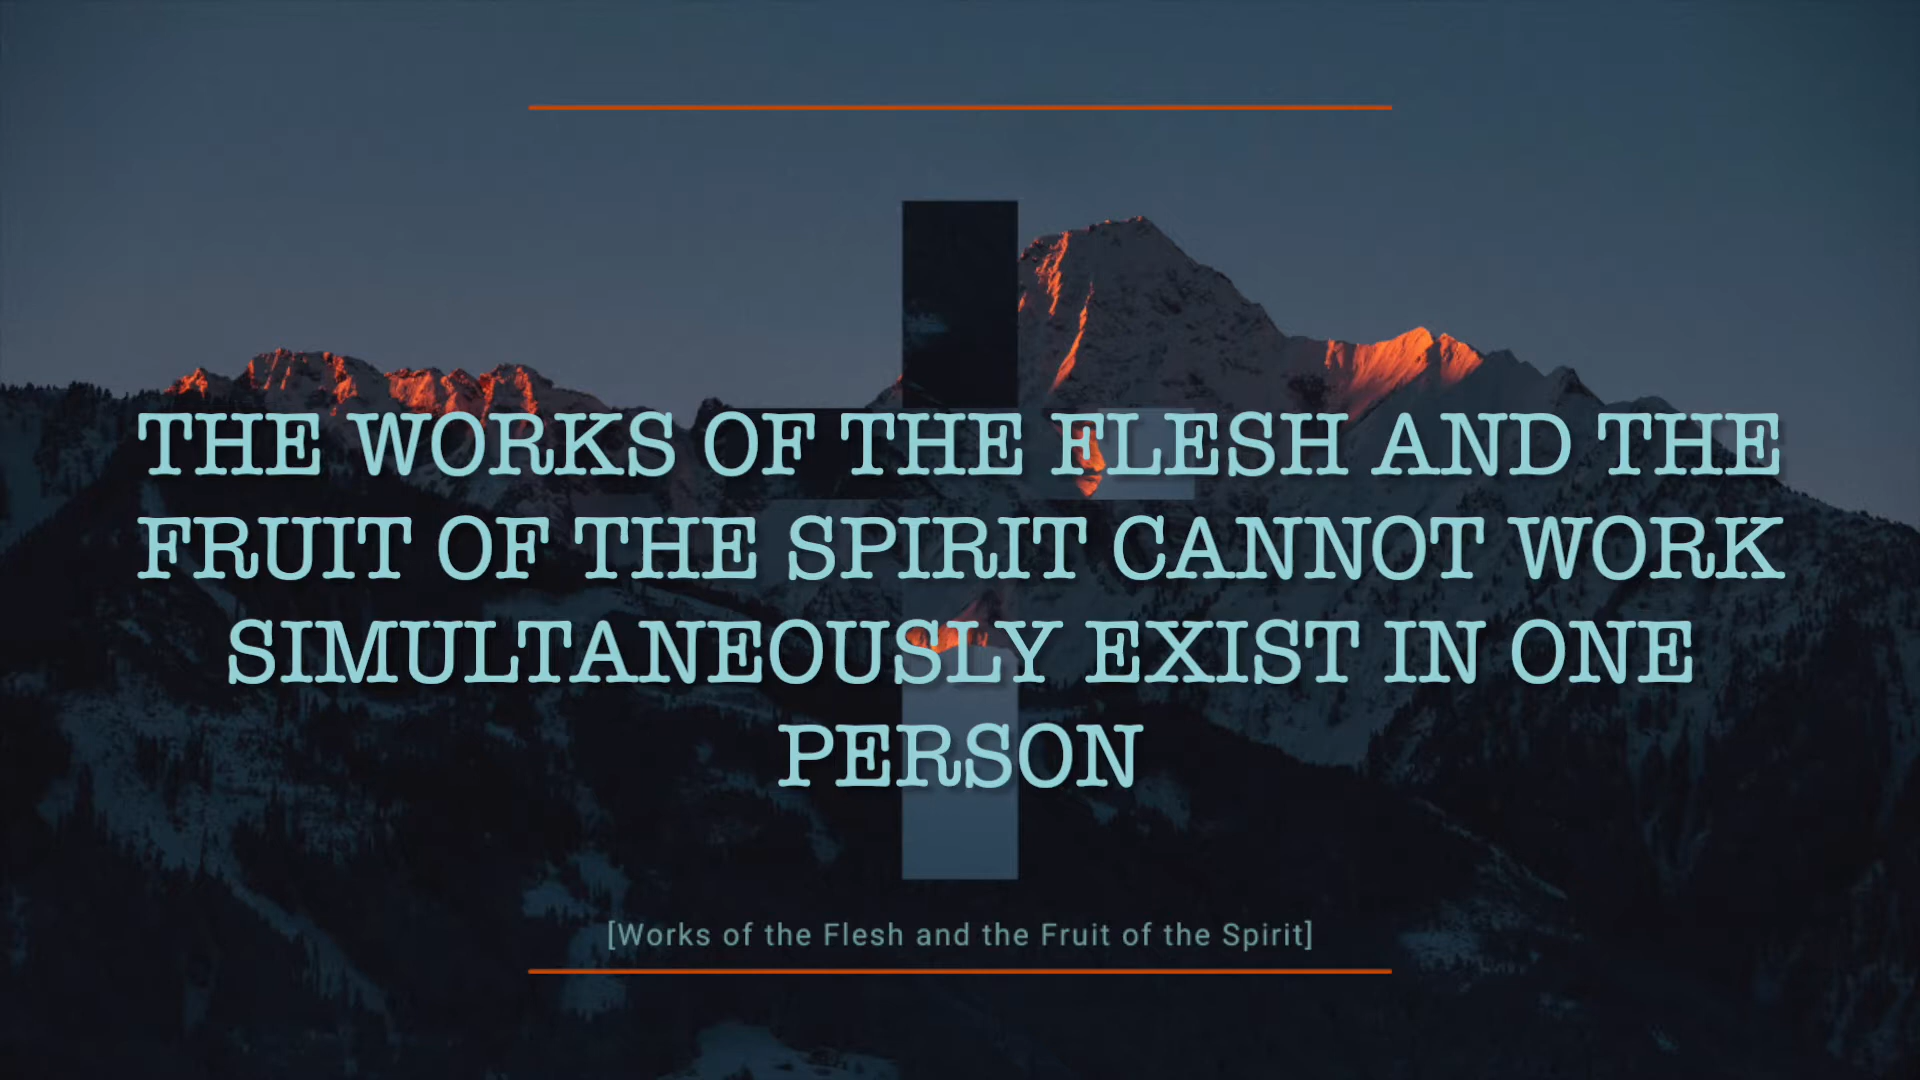 THE WORKS OF THE FLESH AND THE
FRUIT OF THE SPIRIT CANNOT WORK
SIMULTANEOUSLY EXIST IN ONE
PERSON
[Works of the Flesh and the Fruit of the Spirit]